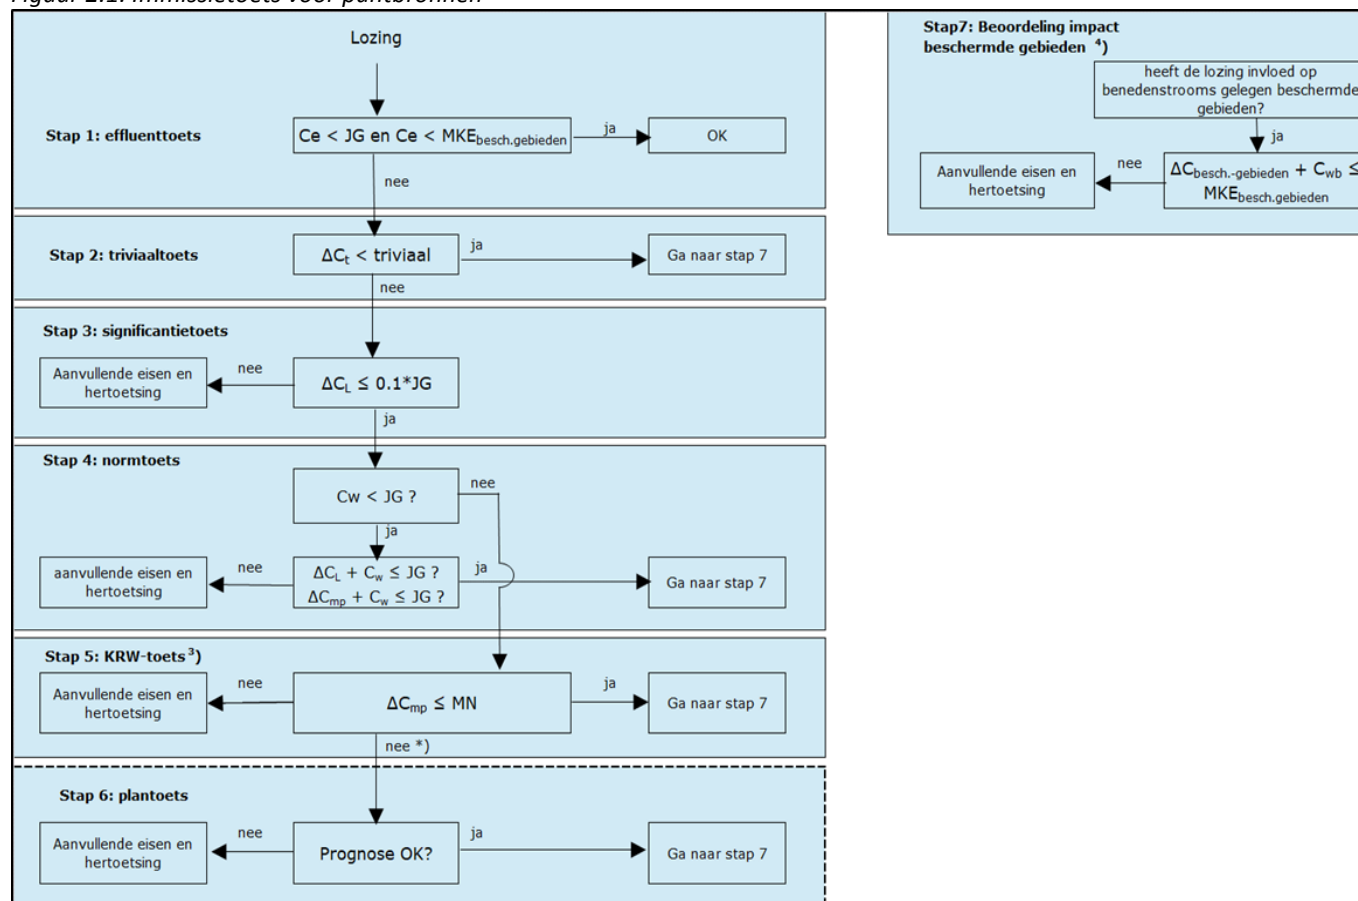 Figuur 2.1. Immissietoets voor puntbronnen
Lozing
Stap 1: effluenttoets
Ce < JG en Ce < MKEbesch.gebieden
ja
OK
nee
Stap 2: triviaaltoets
ΔCt < triviaal
ja
Ga naar stap 7
nee
Stap 3: significantietoets
Aanvullende eisen en
hertoetsing
nee
ΔCL ≤ 0.1*JG
ja
Stap 4: normtoets
Cw < JG ?
nee
ja
aanvullende eisen en
hertoetsing
nee
ΔCL + Cw ≤ JG ?
ΔCmp + Cw ≤ JG ?
ja
Ga naar stap 7
Stap 5: KRW-toets 3)
Aanvullende eisen en
hertoetsing
nee
ΔCmp ≤ MN
ja
Ga naar stap 7
nee *)
Stap 6: plantoets
Aanvullende eisen en
hertoetsing
nee
Prognose OK?
ja
Ga naar stap 7
Stap7: Beoordeling impact
beschermde gebieden 4)
heeft de lozing invloed op
benedenstrooms gelegen beschermde
gebieden?
ja
Aanvullende eisen en
hertoetsing
nee
ΔCbesch.-gebieden + Cwb ≤
MKEbesch.gebieden